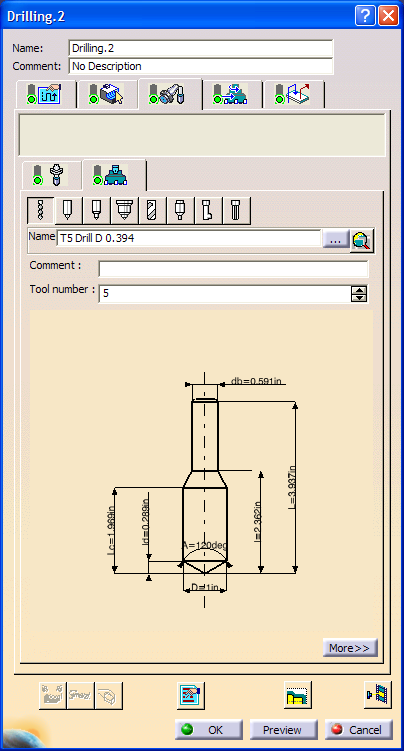 Drilling.2
Name: Drilling.2
Comment: No Description
Name T5 Drill D 0.394 ...
Comment :
Tool number : 5
db=0.591in
Lc=1.969in
ld=0.289in
l=2.362in
L=3.937in
A=120deg
D=1in
More>>
OK Preview Cancel